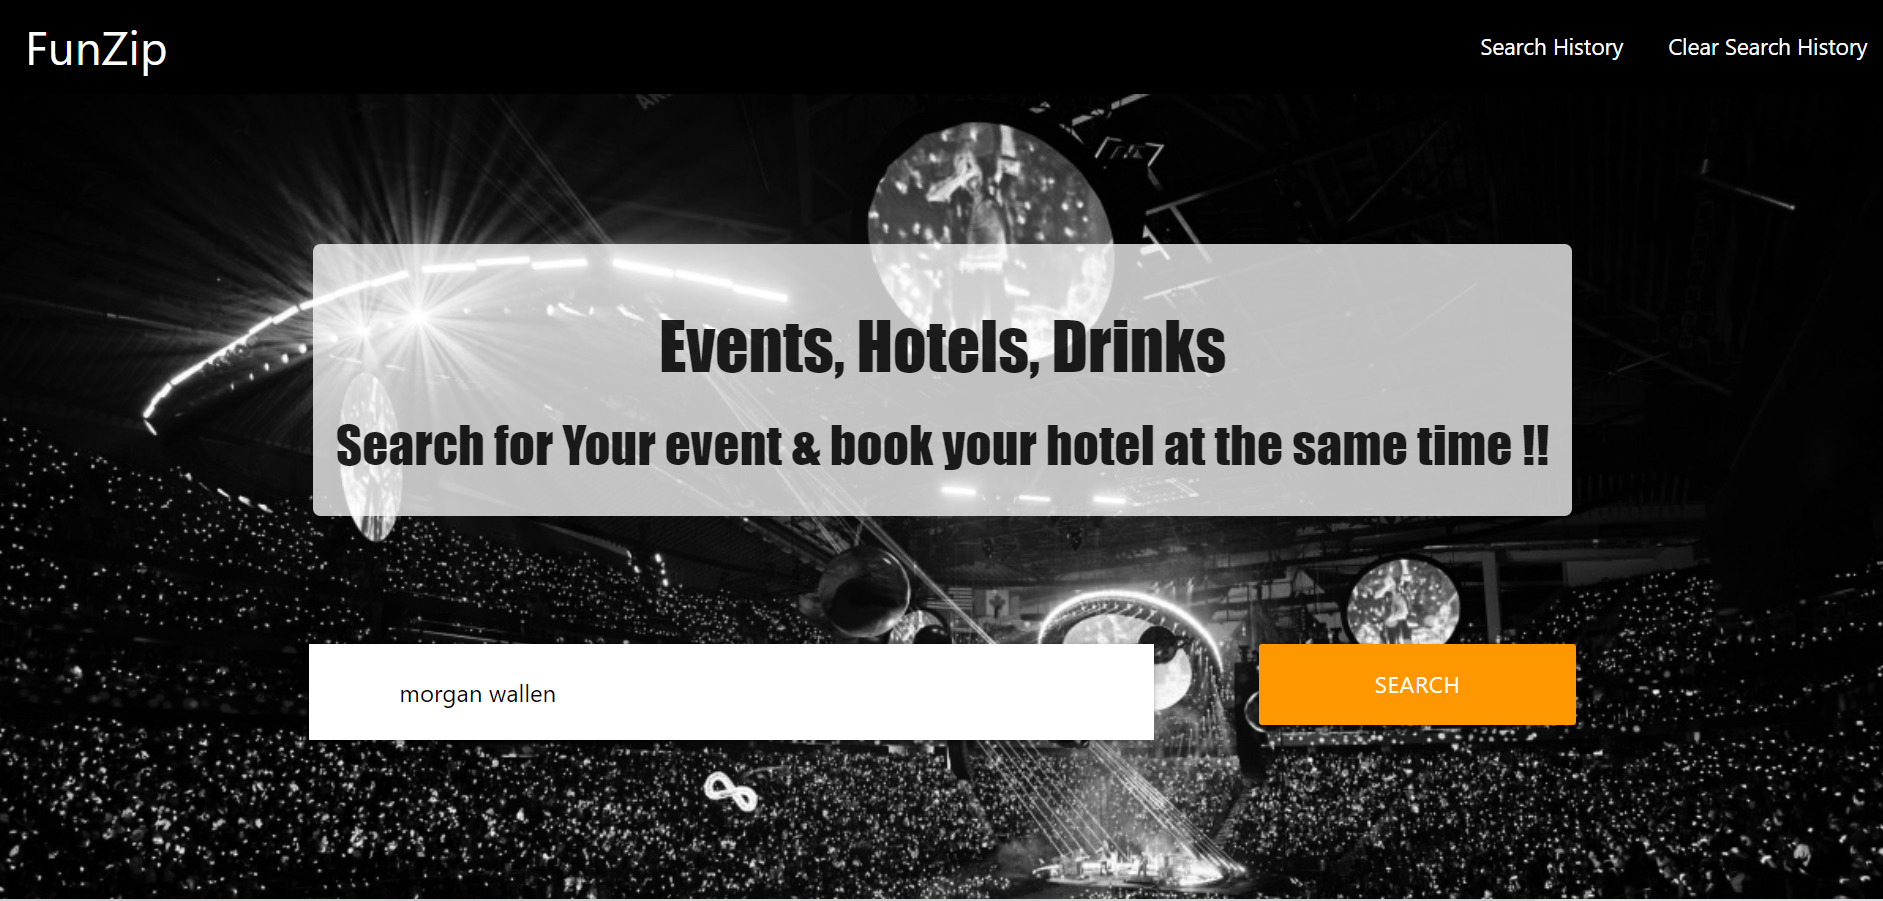 FunZip
Search History
Clear Search History
Events, Hotels, Drinks
Search for Your event & book your hotel at the same time !!
morgan wallen
SEARCH